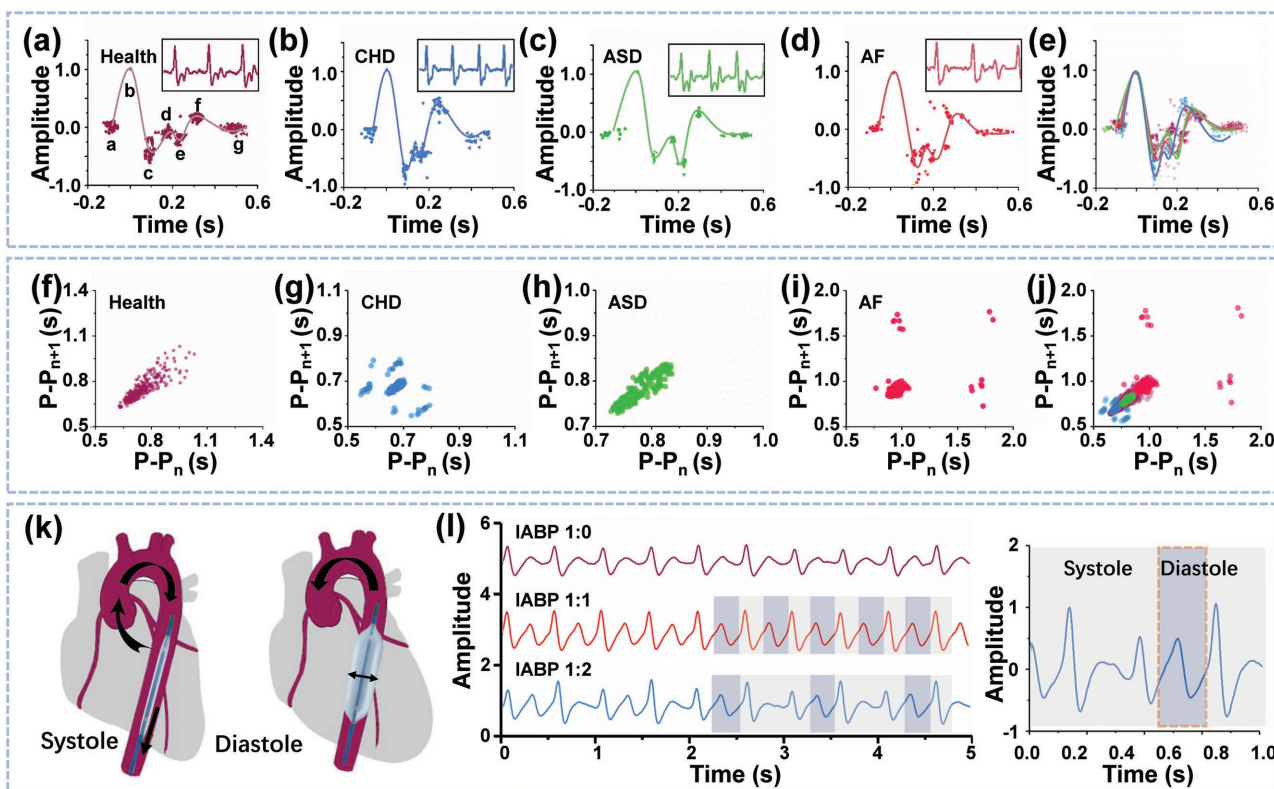 (a)
Health
Amplitude
1.0
0.0
-1.0
-0.2 0.2 0.6
Time (s)
a
b
c
d
e
f
g
(b)
CHD
Amplitude
1.0
0.0
-1.0
-0.2 0.2 0.6
Time (s)
(c)
ASD
Amplitude
1.0
0.0
-1.0
-0.2 0.2 0.6
Time (s)
(d)
AF
Amplitude
1.0
0.0
-1.0
-0.2 0.2 0.6
Time (s)
(e)
Amplitude
1.0
0.0
-1.0
-0.2 0.2 0.6
Time (s)
(f)
Health
P-Pn+1 (s)
1.4
1.1
0.8
0.5
0.5 0.8 1.1 1.4
P-Pn (s)
(g)
CHD
P-Pn+1 (s)
1.1
0.9
0.7
0.5
0.5 0.7 0.9 1.1
P-Pn (s)
(h)
ASD
P-Pn+1 (s)
1.0
0.9
0.8
0.7
0.7 0.8 0.9 1.0
P-Pn (s)
(i)
AF
P-Pn+1 (s)
2.0
1.5
1.0
0.5
0.5 1.0 1.5 2.0
P-Pn (s)
(j)
P-Pn+1 (s)
2.0
1.5
1.0
0.5
0.5 1.0 1.5 2.0
P-Pn (s)
(k)
Systole
Diastole
(l)
Amplitude
6
4
2
0
IABP 1:0
IABP 1:1
IABP 1:2
0 1 2 3 4 5
Time (s)
Amplitude
2
1
0
-1
Systole Diastole
0.0 0.2 0.4 0.6 0.8 1.0
Time (s)